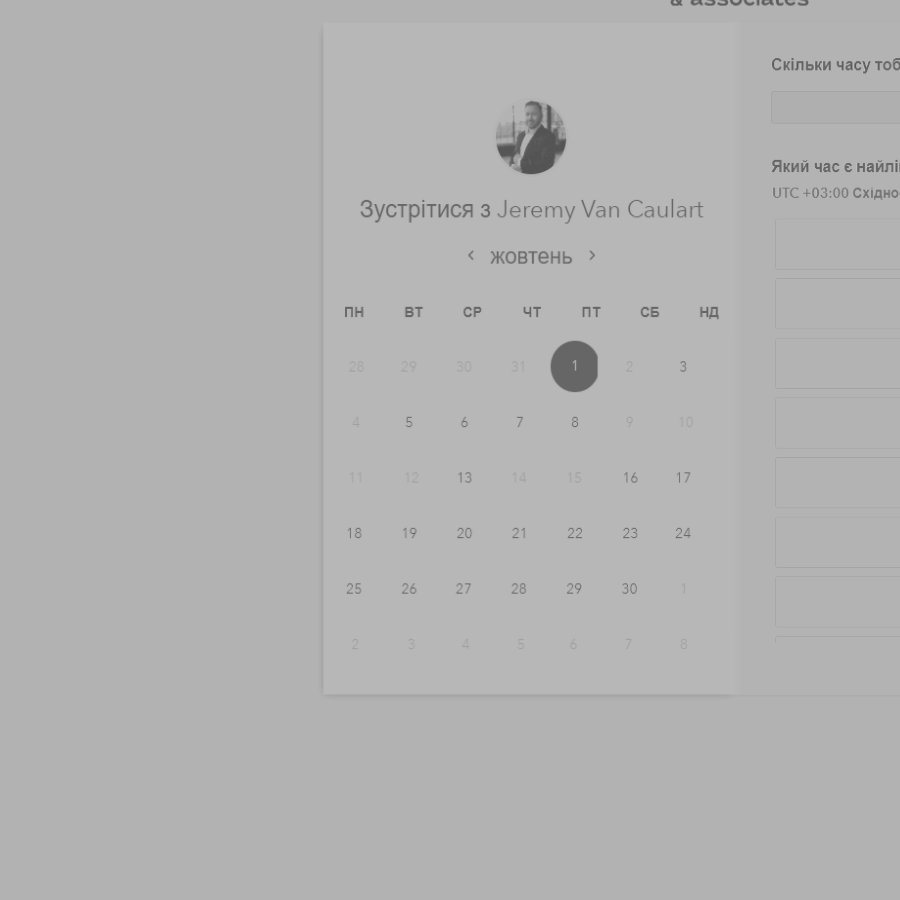 & associates
Зустрітися з Jeremy Van Caulart
‹ жовтень ›
ПН ВТ СР ЧТ ПТ СБ НД
28 29 30 31 1 2 3
4 5 6 7 8 9 10
11 12 13 14 15 16 17
18 19 20 21 22 23 24
25 26 27 28 29 30 1
2 3 4 5 6 7 8
Скільки часу тоб
Який час є найлі
UTC +03:00 Східно